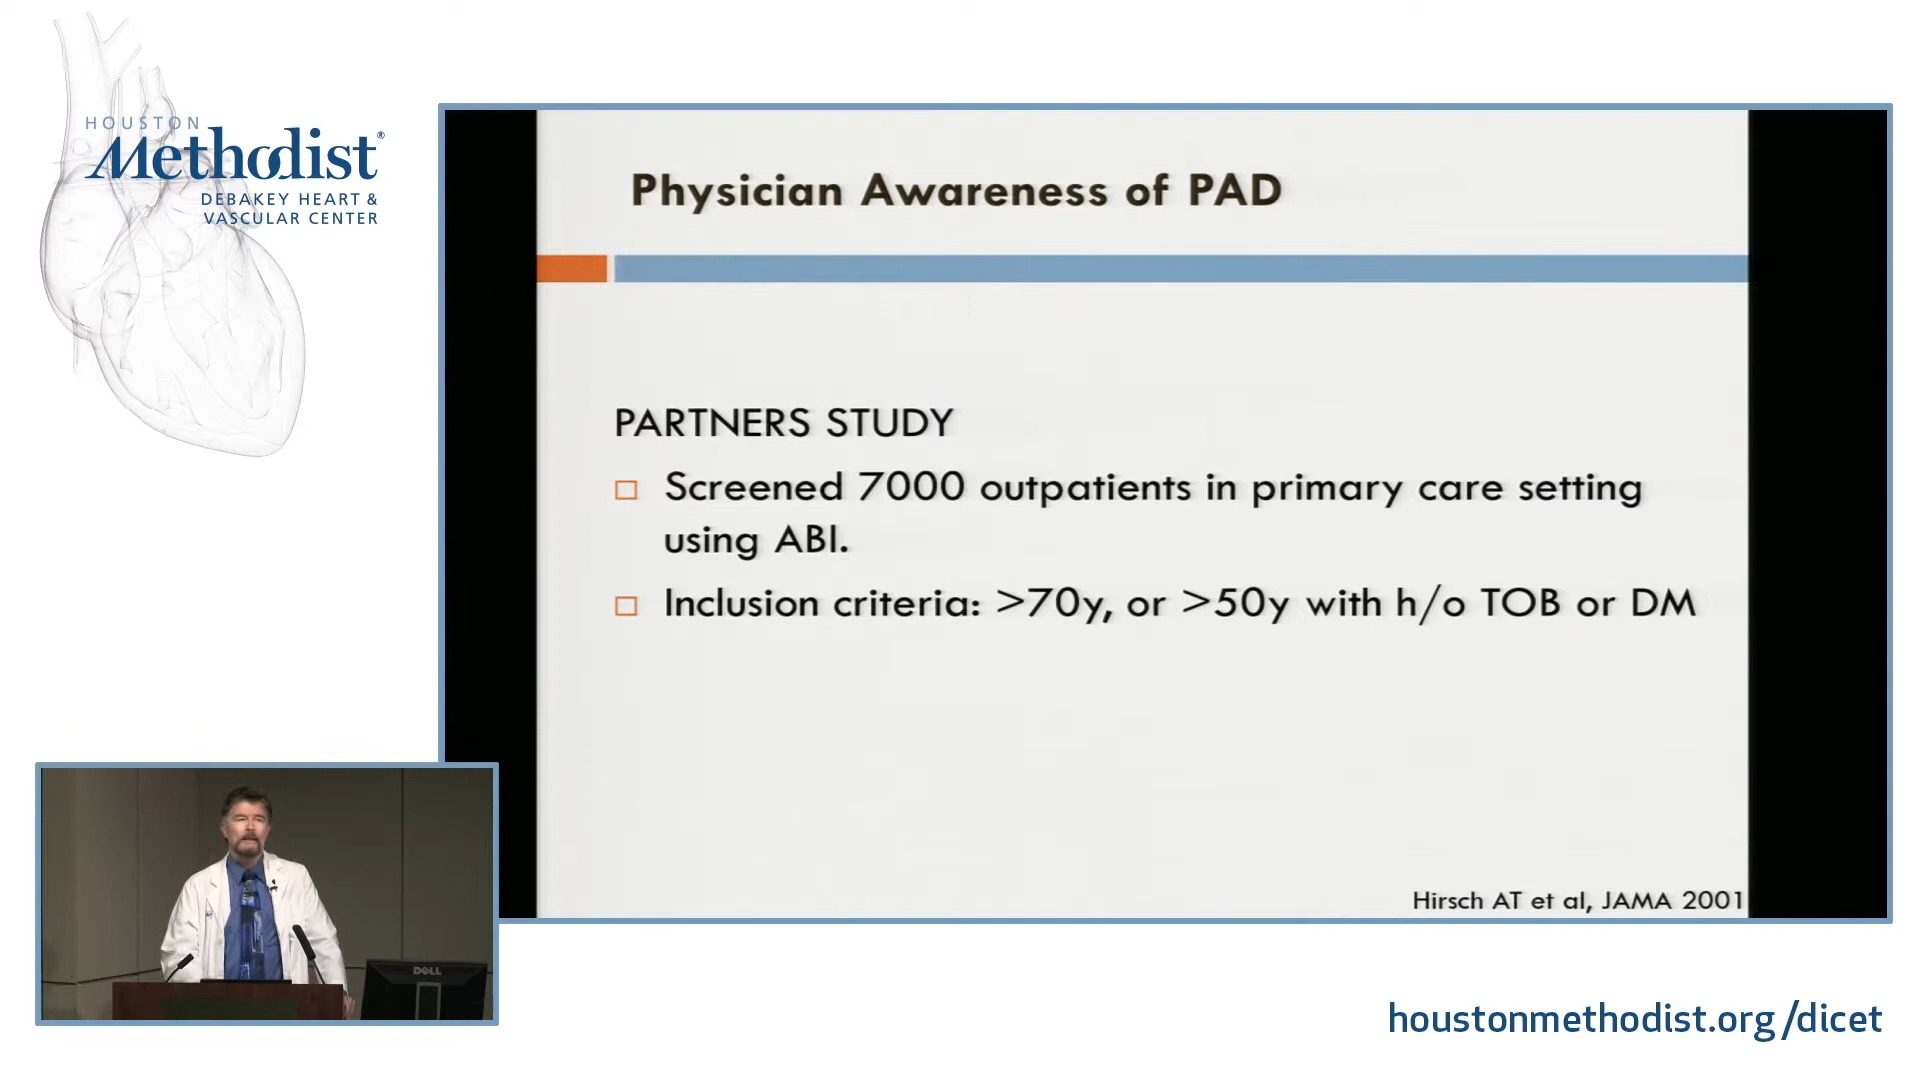 HOUSTON
Methodist®
DEBAKEY HEART &
VASCULAR CENTER
Physician Awareness of PAD
PARTNERS STUDY
Screened 7000 outpatients in primary care setting
using ABI.
Inclusion criteria: >70y, or >50y with h/o TOB or DM
Hirsch AT et al, JAMA 2001
DELL
houstonmethodist.org/dicet